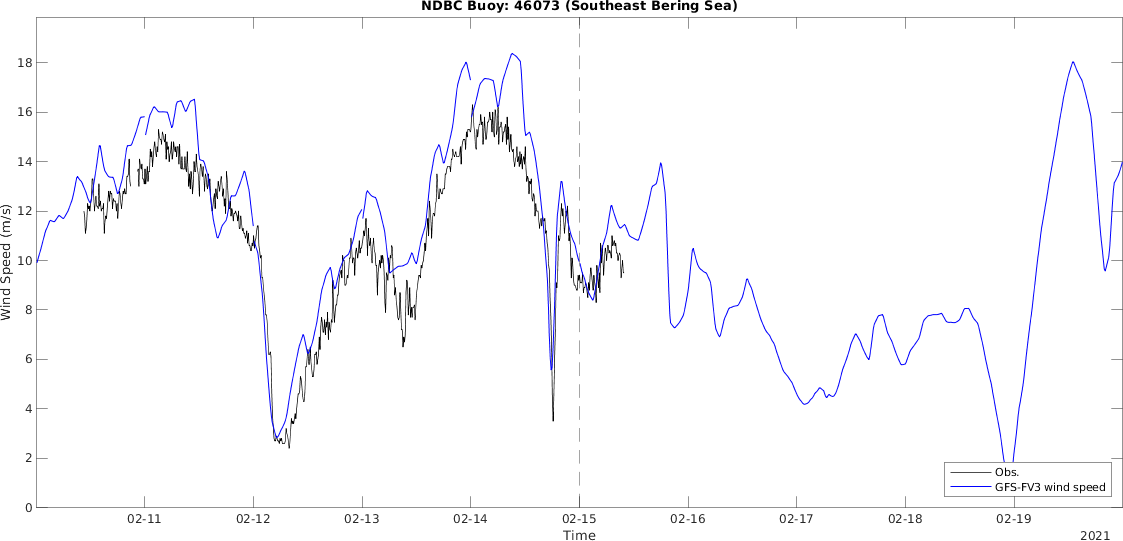 NDBC Buoy: 46073 (Southeast Bering Sea)
Wind Speed (m/s)
18
16
14
12
10
8
6
4
2
0
Obs.
GFS-FV3 wind speed
02-11 02-12 02-13 02-14 02-15 02-16 02-17 02-18 02-19
Time
2021